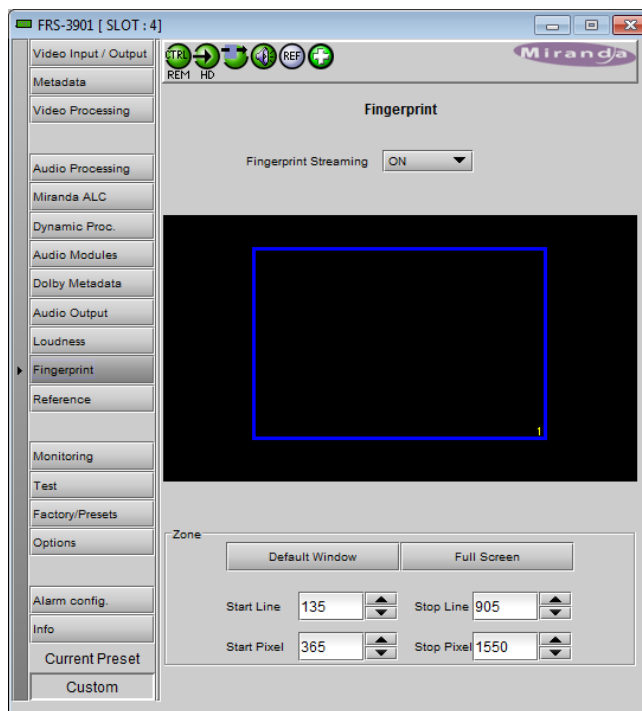 FRS-3901 [ SLOT : 4]
Video Input / Output
Metadata
Video Processing
Audio Processing
Miranda ALC
Dynamic Proc.
Audio Modules
Dolby Metadata
Audio Output
Loudness
Fingerprint
Reference
Monitoring
Test
Factory/Presets
Options
Alarm config.
Info
Current Preset
Custom
CTRL REF
REM HD
Miranda
Fingerprint
Fingerprint Streaming ON
1
Zone
Default Window Full Screen
Start Line 135 Stop Line 905
Start Pixel 365 Stop Pixel 1550